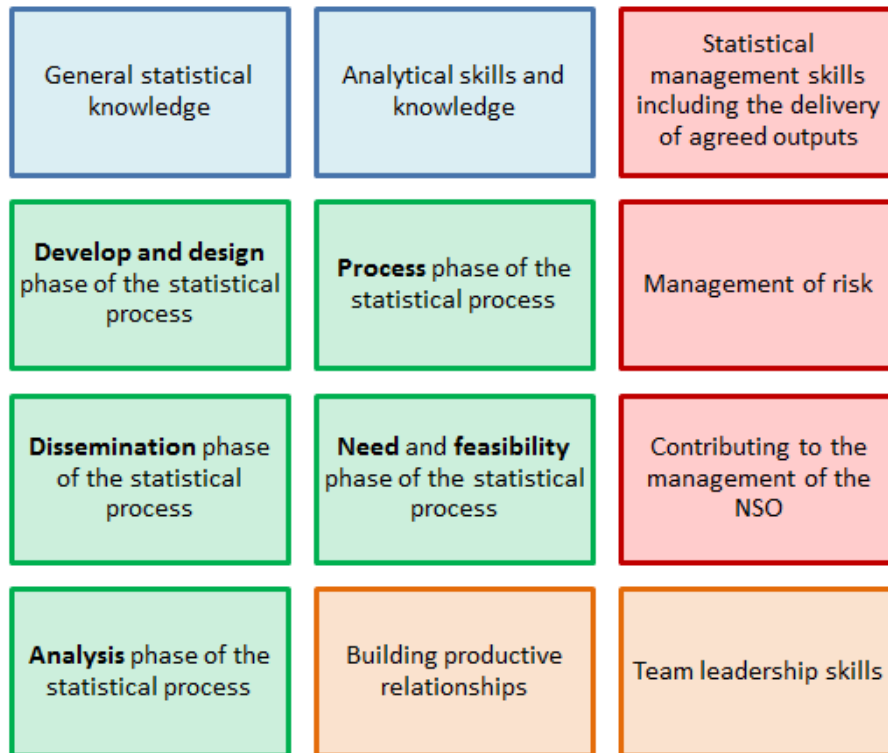 General statistical
knowledge
Analytical skills and
knowledge
Statistical
management skills
including the delivery
of agreed outputs
Develop and design
phase of the statistical
process
Process phase of the
statistical process
Management of risk
Dissemination phase
of the statistical
process
Need and feasibility
phase of the statistical
process
Contributing to the
management of the
NSO
Analysis phase of the
statistical process
Building productive
relationships
Team leadership skills